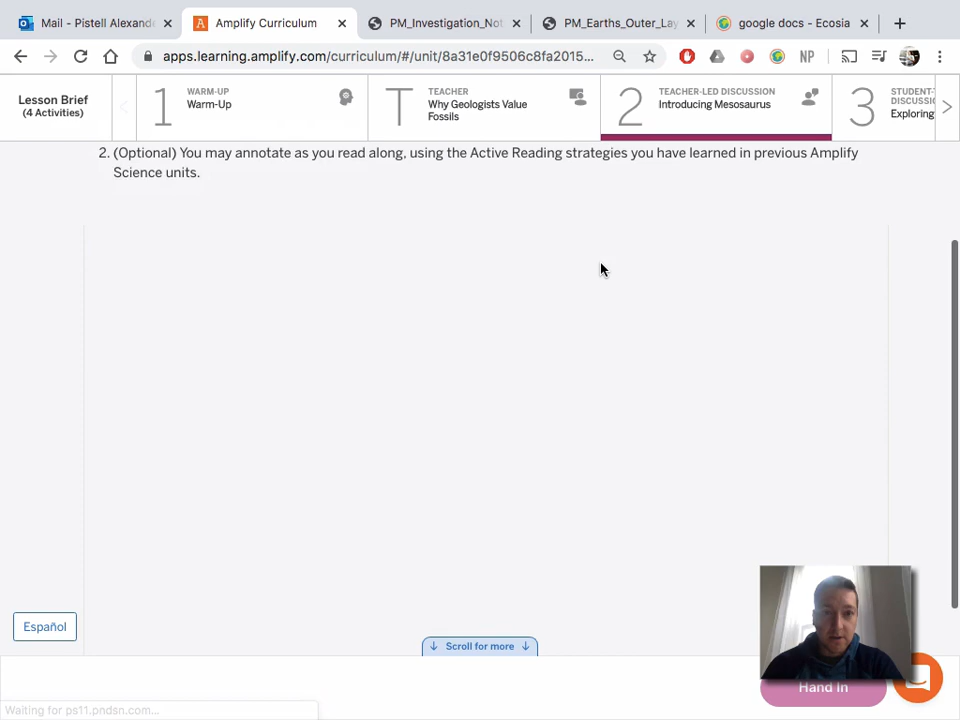 Mail - Pistell Alexande
Amplify Curriculum
PM_Investigation_Not
PM_Earths_Outer_Lay
google docs - Ecosia
apps.learning.amplify.com/curriculum/#/unit/8a31e0f9506c8fa2015...
NP
Lesson Brief
(4 Activities)
1
WARM-UP
Warm-Up
T
TEACHER
Why Geologists Value
Fossils
2
TEACHER-LED DISCUSSION
Introducing Mesosaurus
3
STUDENT-
DISCUSSIO
Exploring
2. (Optional) You may annotate as you read along, using the Active Reading strategies you have learned in previous Amplify
Science units.
Español
Scroll for more
Hand In
Waiting for ps11.pndsn.com...